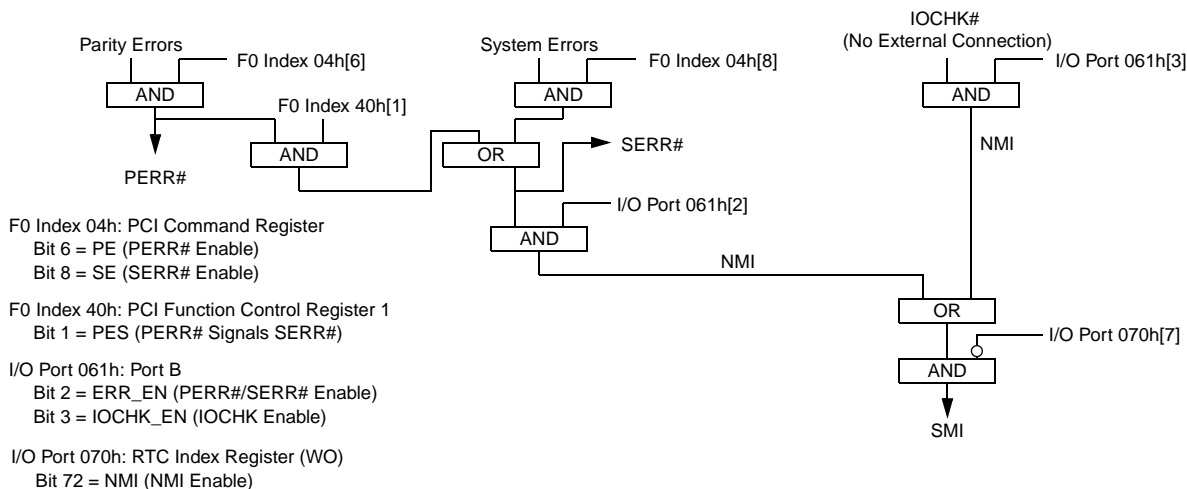 IOCHK#
(No External Connection)
Parity Errors
System Errors
F0 Index 04h[6]
F0 Index 04h[8]
I/O Port 061h[3]
AND
AND
AND
F0 Index 40h[1]
AND
OR
SERR#
NMI
PERR#
I/O Port 061h[2]
AND
NMI
F0 Index 04h: PCI Command Register
Bit 6 = PE (PERR# Enable)
Bit 8 = SE (SERR# Enable)
F0 Index 40h: PCI Function Control Register 1
Bit 1 = PES (PERR# Signals SERR#)
OR
I/O Port 070h[7]
I/O Port 061h: Port B
Bit 2 = ERR_EN (PERR#/SERR# Enable)
Bit 3 = IOCHK_EN (IOCHK Enable)
AND
SMI
I/O Port 070h: RTC Index Register (WO)
Bit 72 = NMI (NMI Enable)